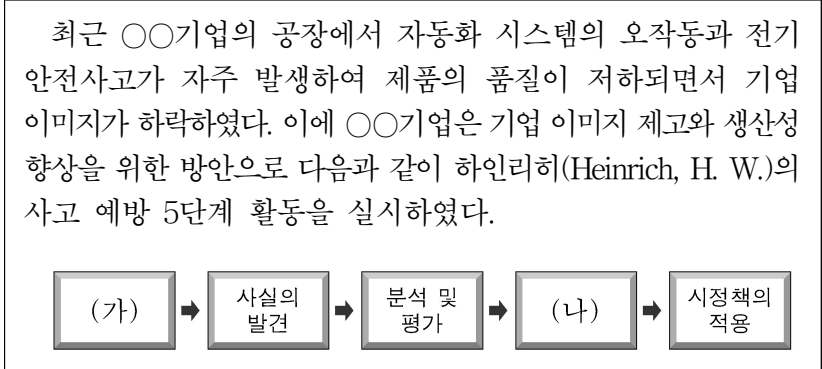 최근 ○○기업의 공장에서 자동화 시스템의 오작동과 전기
안전사고가 자주 발생하여 제품의 품질이 저하되면서 기업
이미지가 하락하였다. 이에 ○○기업은 기업 이미지 제고와 생산성
향상을 위한 방안으로 다음과 같이 하인리히(Heinrich, H. W.)의
사고 예방 5단계 활동을 실시하였다.
(가) ➡ 사실의 발견 ➡ 분석 및 평가 ➡ (나) ➡ 시정책의 적용